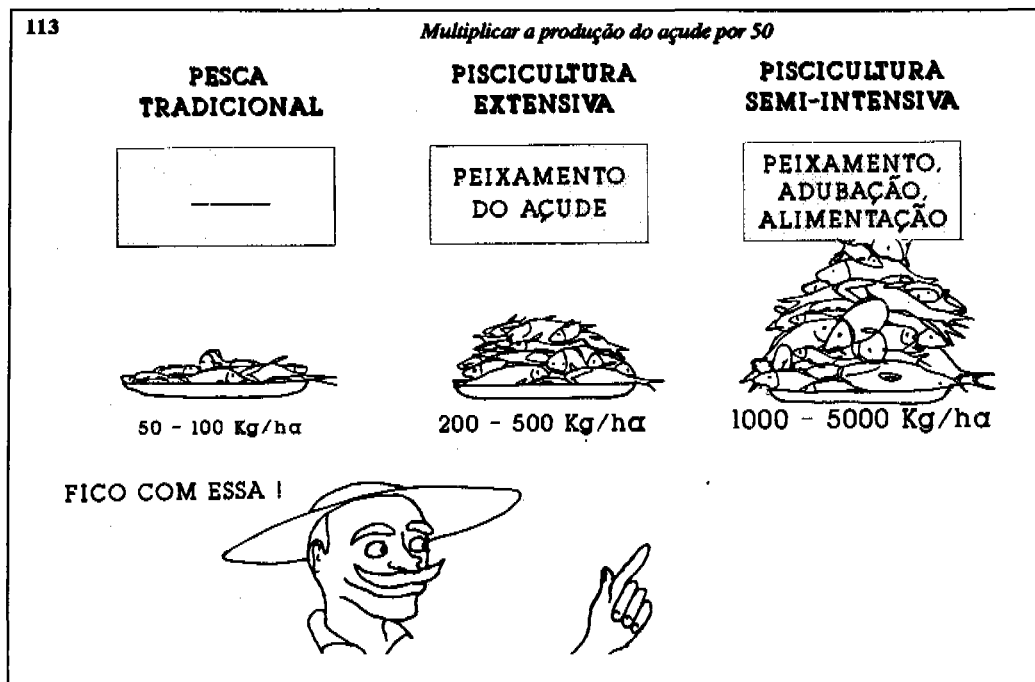 113
Multiplicar a produção do açude por 50
PESCA
TRADICIONAL
PISCICULTURA
EXTENSIVA
PEIXAMENTO
DO AÇUDE
PISCICULTURA
SEMI-INTENSIVA
PEIXAMENTO,
ADUBAÇÃO,
ALIMENTAÇÃO
50 - 100 Kg/ha
200 - 500 Kg/ha
1000 - 5000 Kg/ha
FICO COM ESSA !